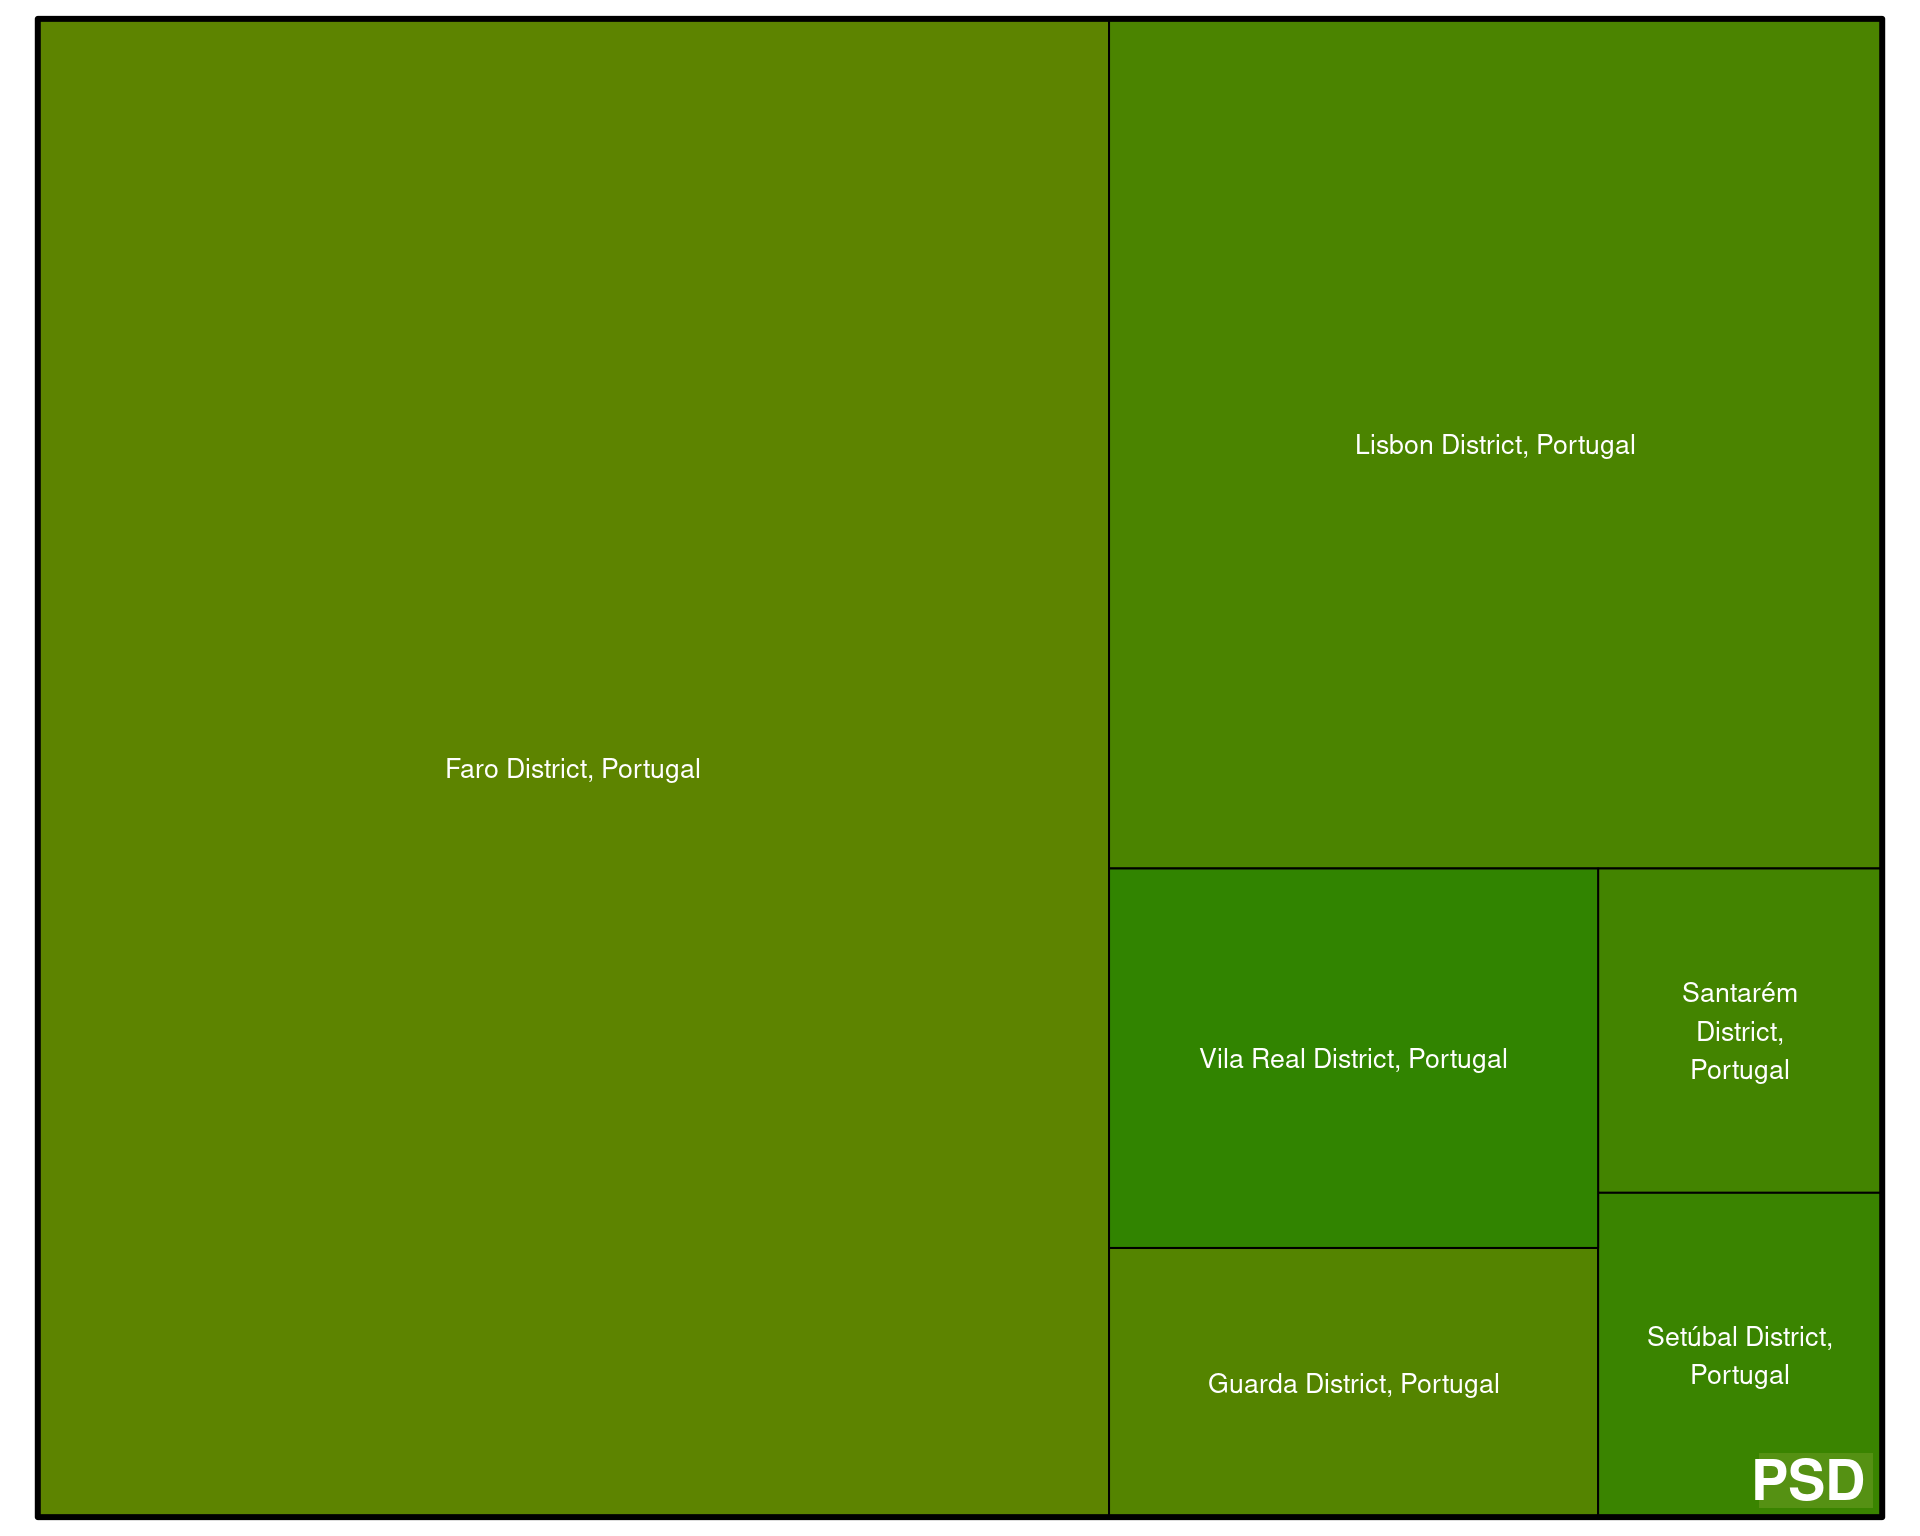 Lisbon District, Portugal
Faro District, Portugal
Santarém
District,
Portugal
Vila Real District, Portugal
Setúbal District,
Portugal
Guarda District, Portugal
PSD